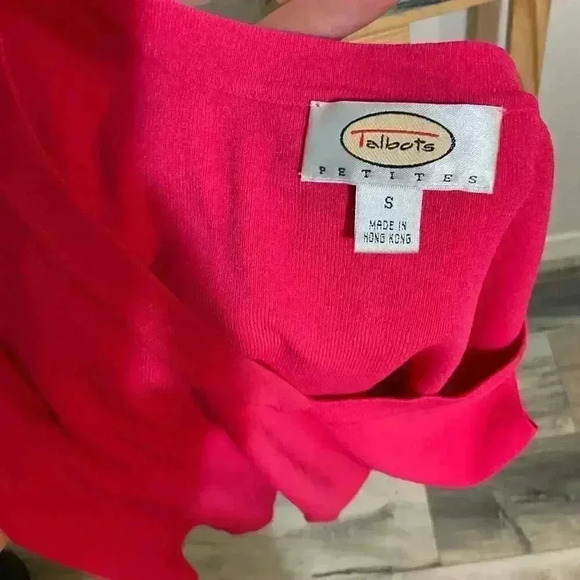 Talbots
PETITES
S
MADE IN
HONG KONG